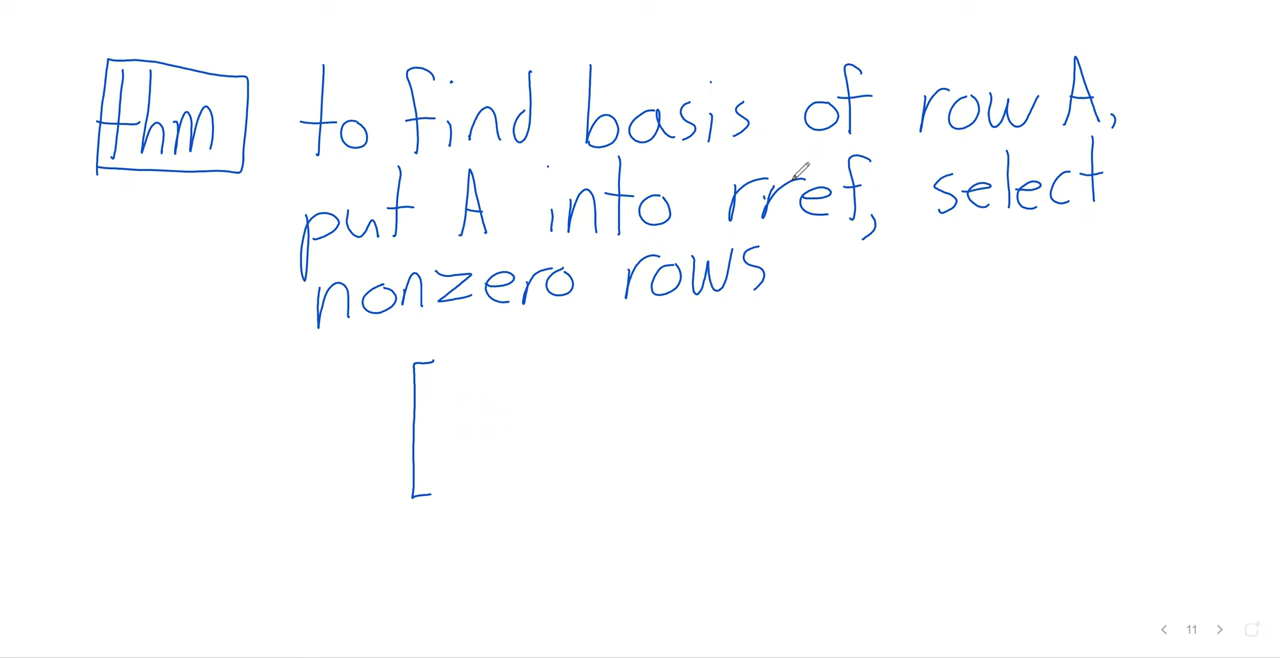 thm to find basis of row A,
put A into rref, select
nonzero rows
[
< 11 >